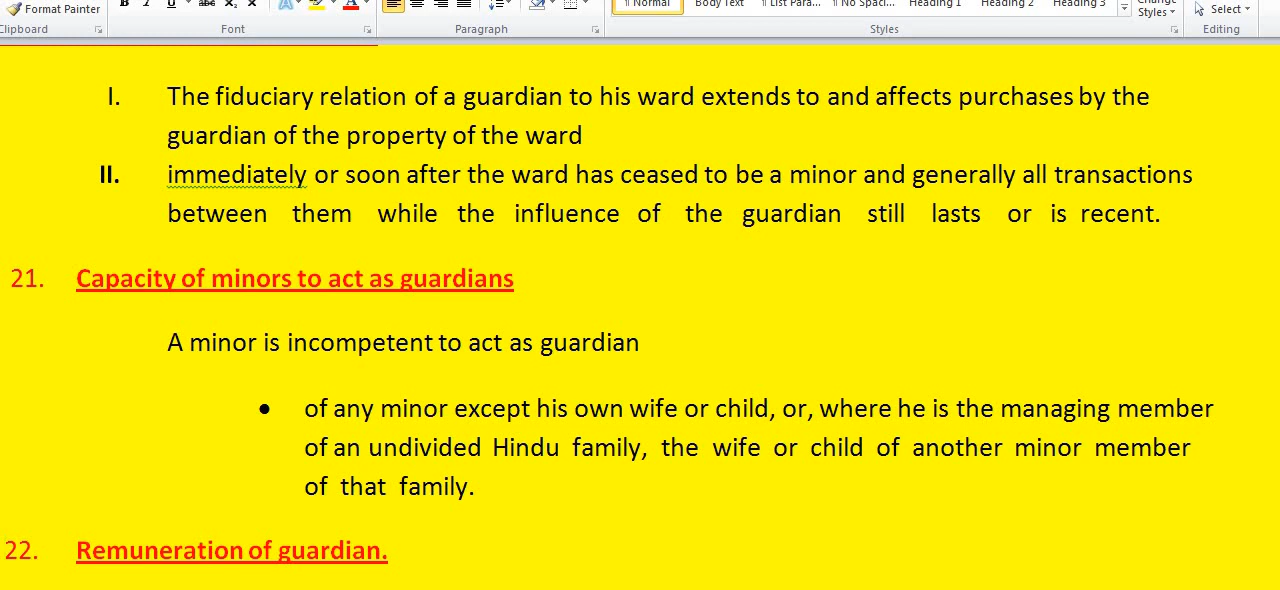 Format Painter
B I U abc X₂ X A A
¶ Normal Body Text ¶ List Para... ¶ No Spaci... Heading 1 Heading 2 Heading 3 Change Styles Select
Clipboard Font Paragraph Styles Editing
I. The fiduciary relation of a guardian to his ward extends to and affects purchases by the
guardian of the property of the ward
II. immediately or soon after the ward has ceased to be a minor and generally all transactions
between them while the influence of the guardian still lasts or is recent.
21. Capacity of minors to act as guardians
A minor is incompetent to act as guardian
• of any minor except his own wife or child, or, where he is the managing member
of an undivided Hindu family, the wife or child of another minor member
of that family.
22. Remuneration of guardian.